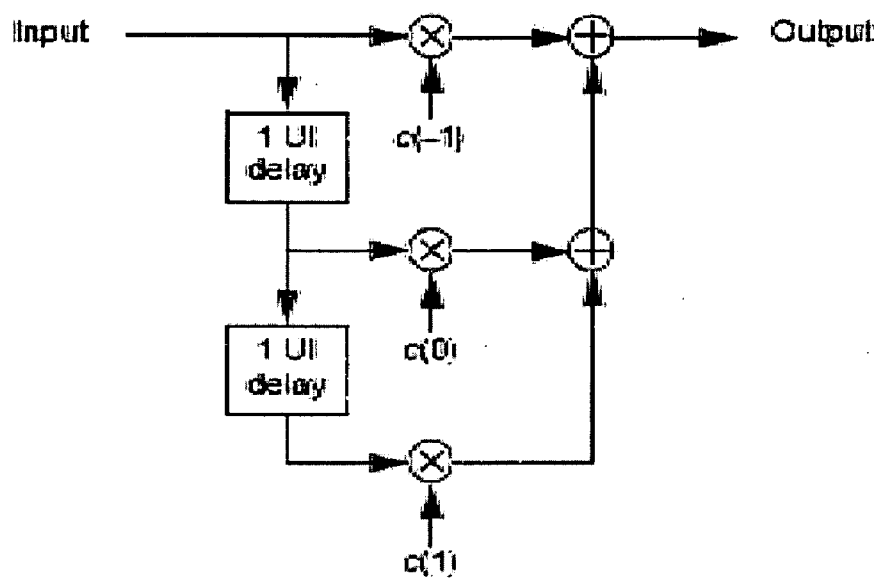 Input
Output
1 UI
delay
c(–1)
c(0)
1 UI
delay
c(1)